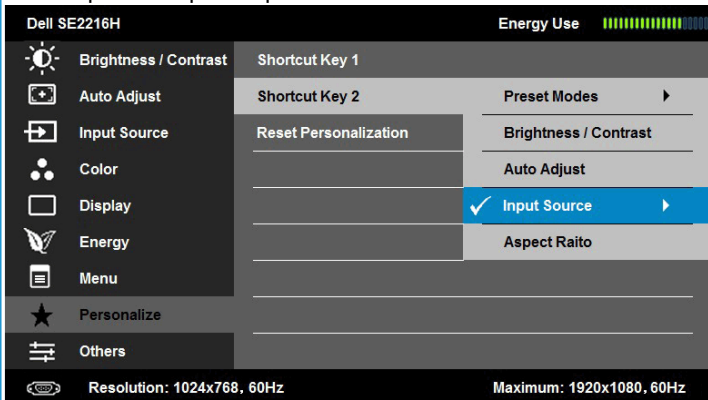 Dell SE2216H Energy Use
Brightness / Contrast Shortcut Key 1
Auto Adjust Shortcut Key 2 Preset Modes
Input Source Reset Personalization Brightness / Contrast
Color Auto Adjust
Display Input Source
Energy Aspect Raito
Menu
Personalize
Others
Resolution: 1024x768, 60Hz Maximum: 1920x1080, 60Hz